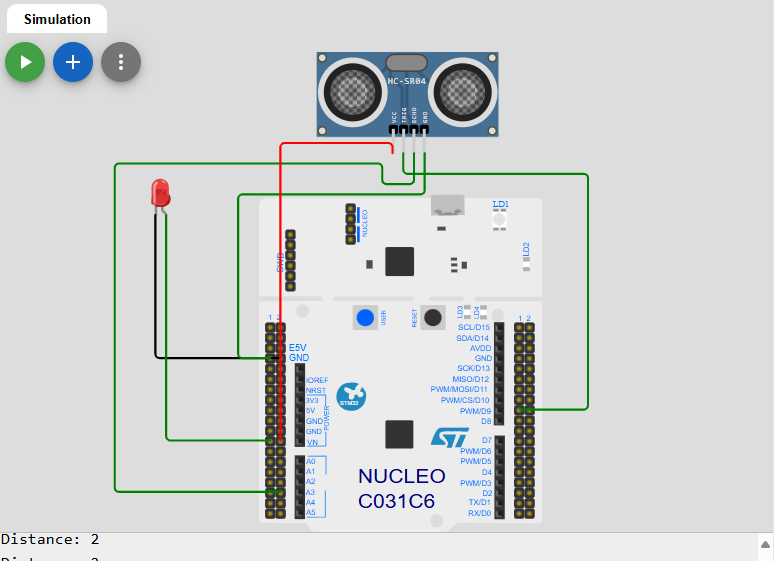 Simulation
HC-SR04
VCC
TRIG
ECHO
GND
NUCLEO
LD1
GND
LD2
1 2
USER
RESET
LD3
LD4
1 2
E5V
GND
IOREF
NRST
3V3
5V
GND
GND
VN
POWER
A0
A1
A2
A3
A4
A5
STM32
SCL/D15
SDA/D14
AVDD
GND
SCK/D13
MISO/D12
PWM/MOSI/D11
PWM/CS/D10
PWM/D9
D8
D7
PWM/D6
PWM/D5
D4
PWM/D3
D2
TX/D1
RX/D0
ST
NUCLEO
C031C6
Distance: 2